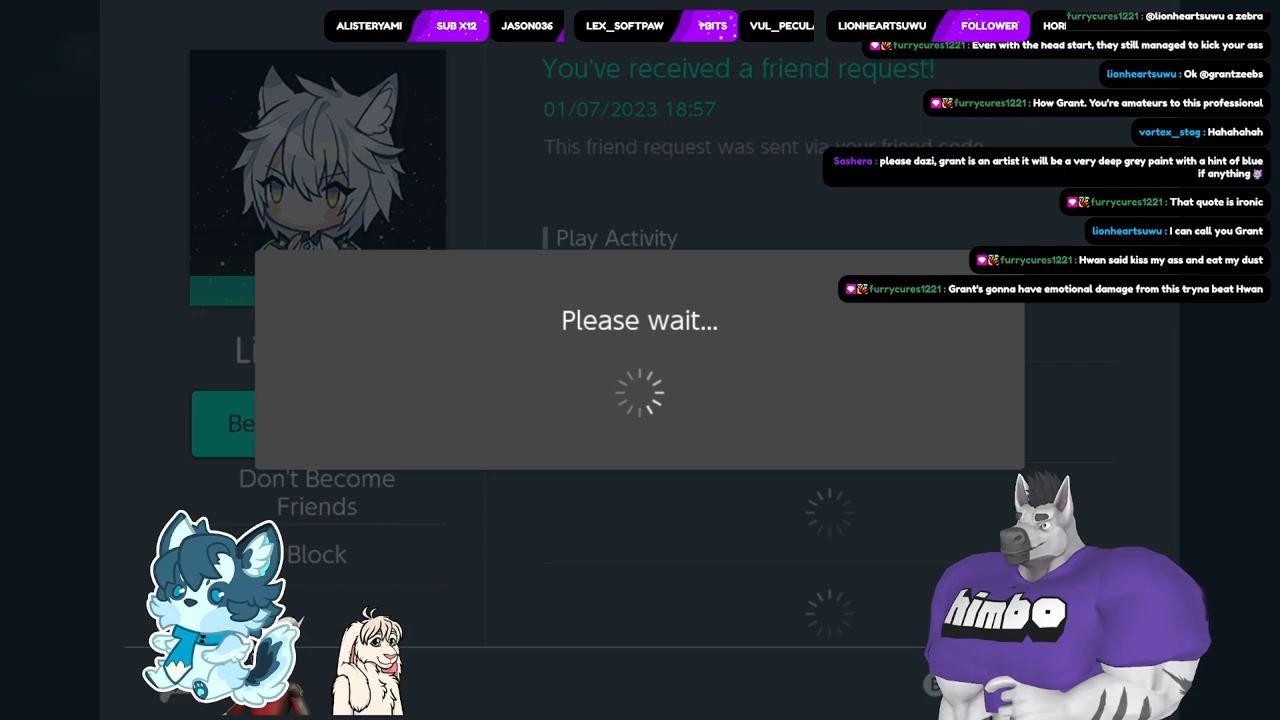 ALISTERYAMI SUB X12 JASON036 LEX_SOFTPAW BITS VUL_PECULA LIONHEARTSUWU FOLLOWER HORI
furrycures1221 : @lionheartsuwu a zebra
furrycures1221 : Even with the head start, they still managed to kick your ass
lionheartsuwu : Ok @grantzeebs
furrycures1221 : How Grant. You're amateurs to this professional
vortex_stag : Hahahahah
Sashera : please dazi, grant is an artist it will be a very deep grey paint with a hint of blue
if anything
furrycures1221 : That quote is ironic
lionheartsuwu : I can call you Grant
furrycures1221 : Hwan said kiss my ass and eat my dust
furrycures1221 : Grant's gonna have emotional damage from this tryna beat Hwan
You've received a friend request!
01/07/2023 18:57
This friend request was sent via your friend code.
Play Activity
Please wait...
Li
Be
Don't Become
Friends
Block
himbo